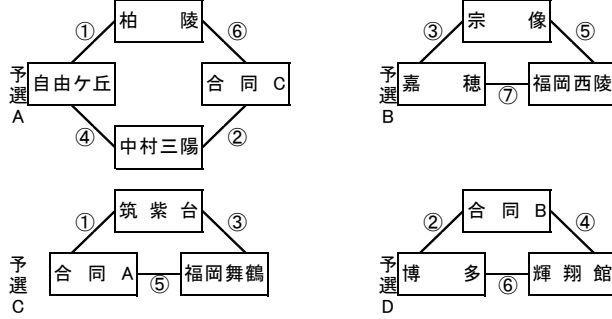 ① 柏陵 ⑥
予選A
自由ケ丘 合同C
④ 中村三陽 ②
③ 宗像 ⑤
予選B
嘉穂 ⑦ 福岡西陵
① 筑紫台 ③
予選C
合同A ⑤ 福岡舞鶴
② 合同B ④
予選D
博多 ⑥ 輝翔館